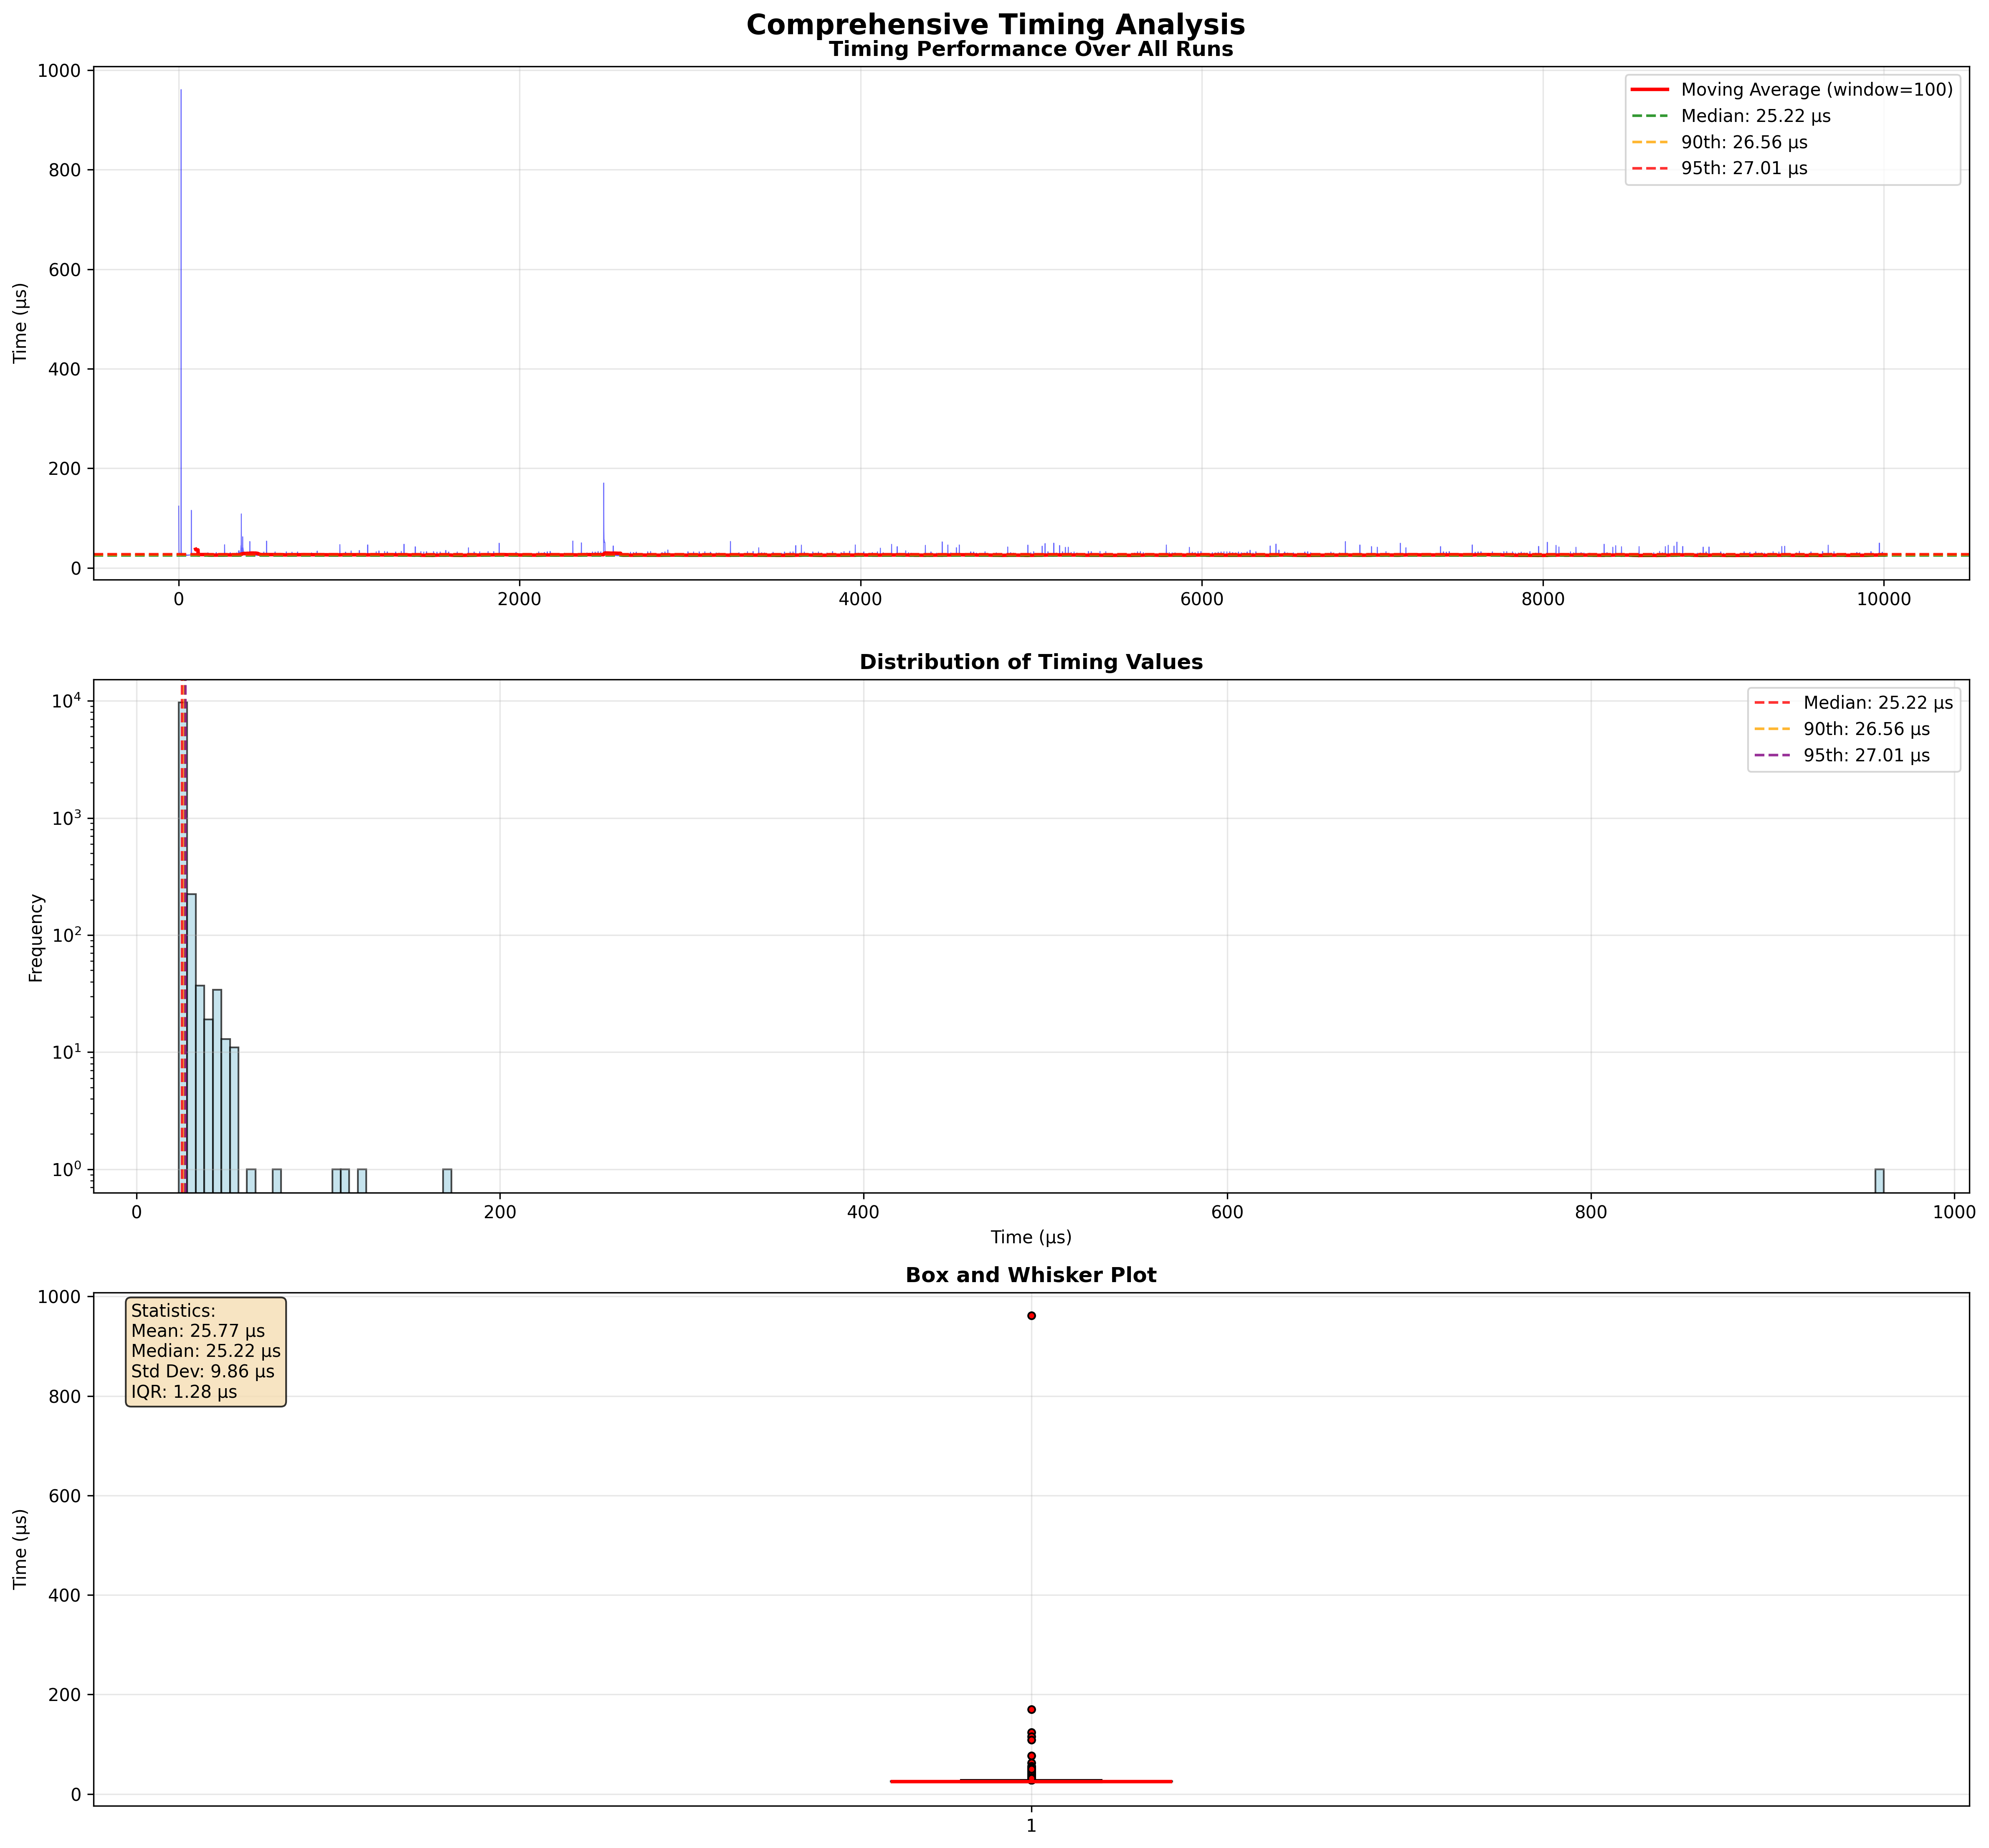 Comprehensive Timing Analysis
Timing Performance Over All Runs
1000
800
600
400
200
0
Time (µs)
Moving Average (window=100)
Median: 25.22 µs
90th: 26.56 µs
95th: 27.01 µs
0 2000 4000 6000 8000 10000
Distribution of Timing Values
10⁴
10³
10²
10¹
10⁰
Frequency
Median: 25.22 µs
90th: 26.56 µs
95th: 27.01 µs
0 200 400 600 800 1000
Time (µs)
Box and Whisker Plot
1000
800
600
400
200
0
Time (µs)
Statistics:
Mean: 25.77 µs
Median: 25.22 µs
Std Dev: 9.86 µs
IQR: 1.28 µs
1